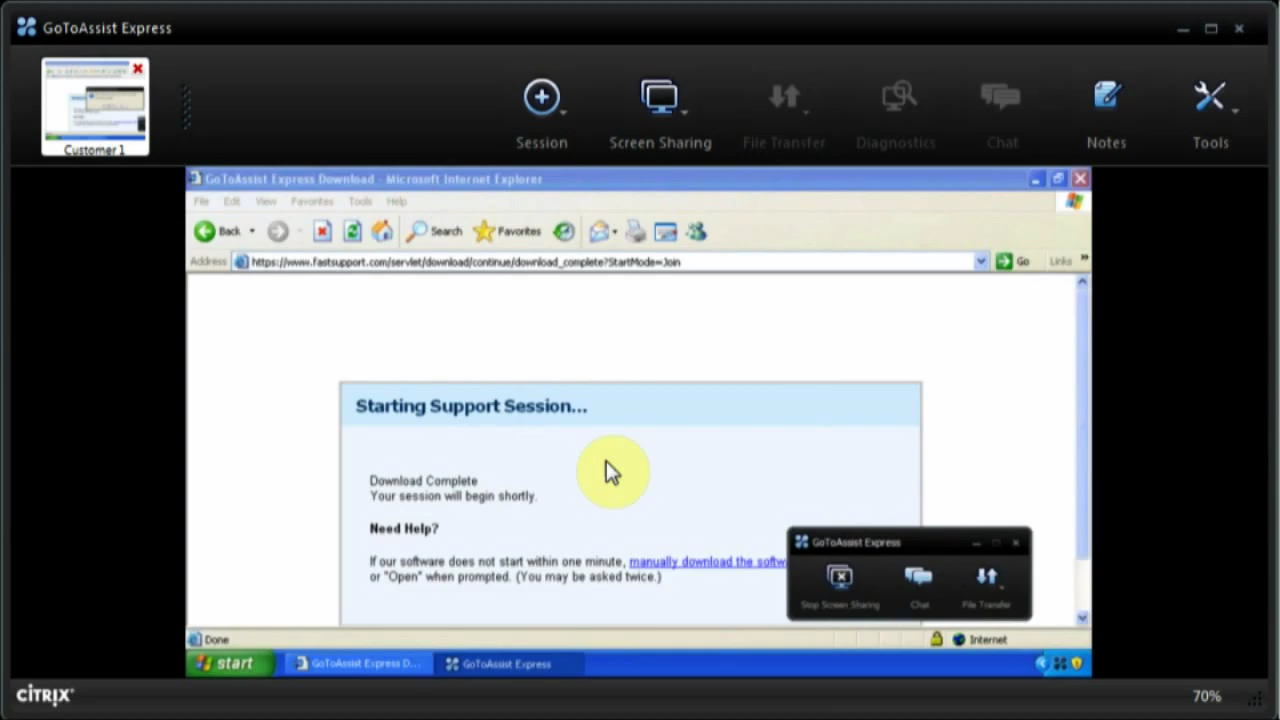 GoToAssist Express
Customer 1
Session
Screen Sharing
File Transfer
Diagnostics
Chat
Notes
Tools
GoToAssist Express Download - Microsoft Internet Explorer
File Edit View Favorites Tools Help
Back Search Favorites
Address https://www.fastsupport.com/servlet/download/continue/download_complete?StartMode=Join Go Links »
Starting Support Session...
Download Complete
Your session will begin shortly.
Need Help?
If our software does not start within one minute, manually download the softw
or "Open" when prompted. (You may be asked twice.)
GoToAssist Express
Stop Screen Sharing Chat File Transfer
Done Internet
start GoToAssist Express D... GoToAssist Express
CITRIX 70%